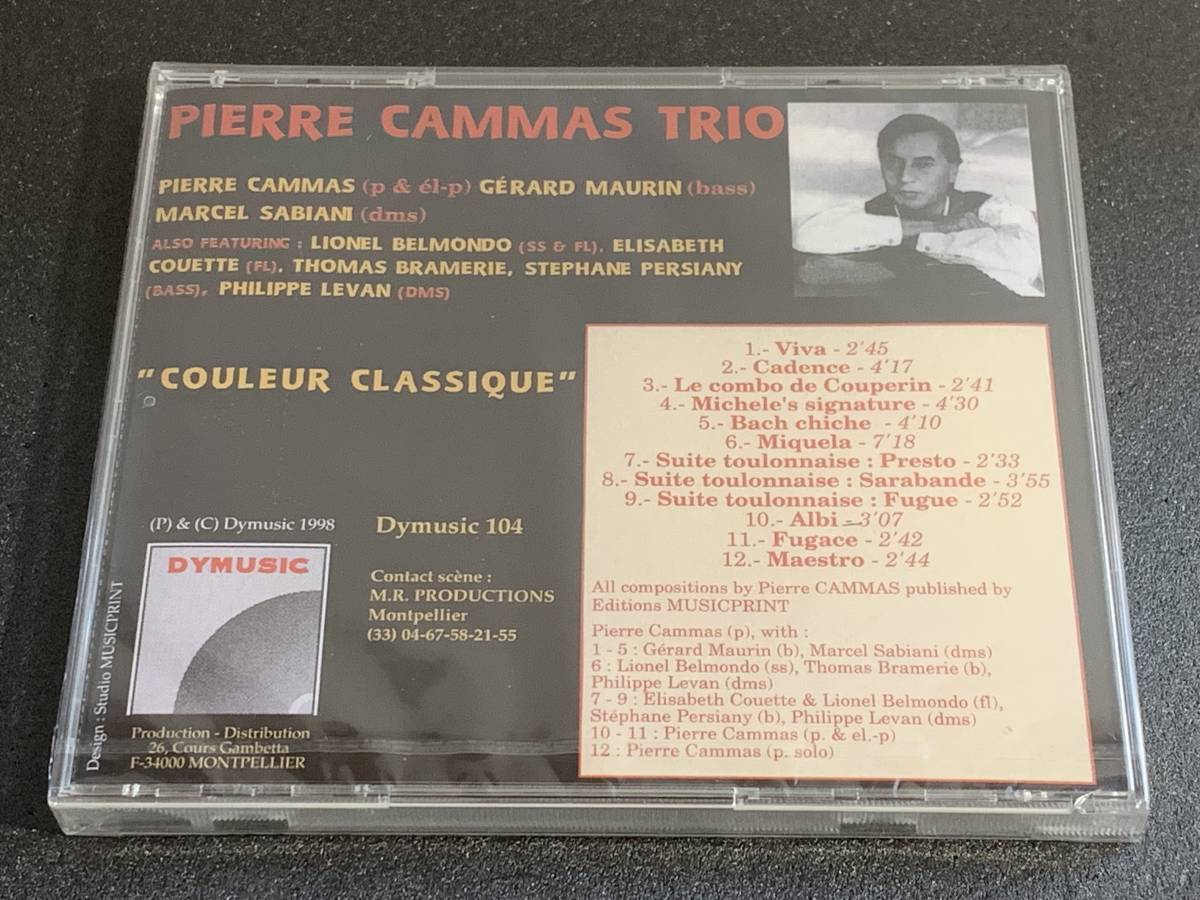 PIERRE CAMMAS TRIO
PIERRE CAMMAS (p & él-p) GÉRARD MAURIN (bass)
MARCEL SABIANI (dms)
ALSO FEATURING : LIONEL BELMONDO (SS & FL), ELISABETH
COUETTE (FL), THOMAS BRAMERIE, STEPHANE PERSIANY
(BASS), PHILIPPE LEVAN (DMS)
"COULEUR CLASSIQUE"
1.- Viva - 2'45
2.- Cadence - 4'17
3.- Le combo de Couperin - 2'41
4.- Michele's signature - 4'30
5.- Bach chiche - 4'10
6.- Miquela - 7'18
7.- Suite toulonnaise : Presto - 2'33
8.- Suite toulonnaise : Sarabande - 3'55
9.- Suite toulonnaise : Fugue - 2'52
10.- Albi - 3'07
11.- Fugace - 2'42
12.- Maestro - 2'44
All compositions by Pierre CAMMAS published by
Editions MUSICPRINT
Pierre Cammas (p), with :
1 - 5 : Gérard Maurin (b), Marcel Sabiani (dms)
6 : Lionel Belmondo (ss), Thomas Bramerie (b),
Philippe Levan (dms)
7 - 9 : Elisabeth Couette & Lionel Belmondo (fl),
Stéphane Persiany (b), Philippe Levan (dms)
10 - 11 : Pierre Cammas (p. & el.-p)
12 : Pierre Cammas (p. solo)
(P) & (C) Dymusic 1998
Dymusic 104
DYMUSIC
Contact scène :
M.R. PRODUCTIONS
Montpellier
(33) 04-67-58-21-55
Production - Distribution
26, Cours Gambetta
F-34000 MONTPELLIER
Design : Studio MUSICPRINT